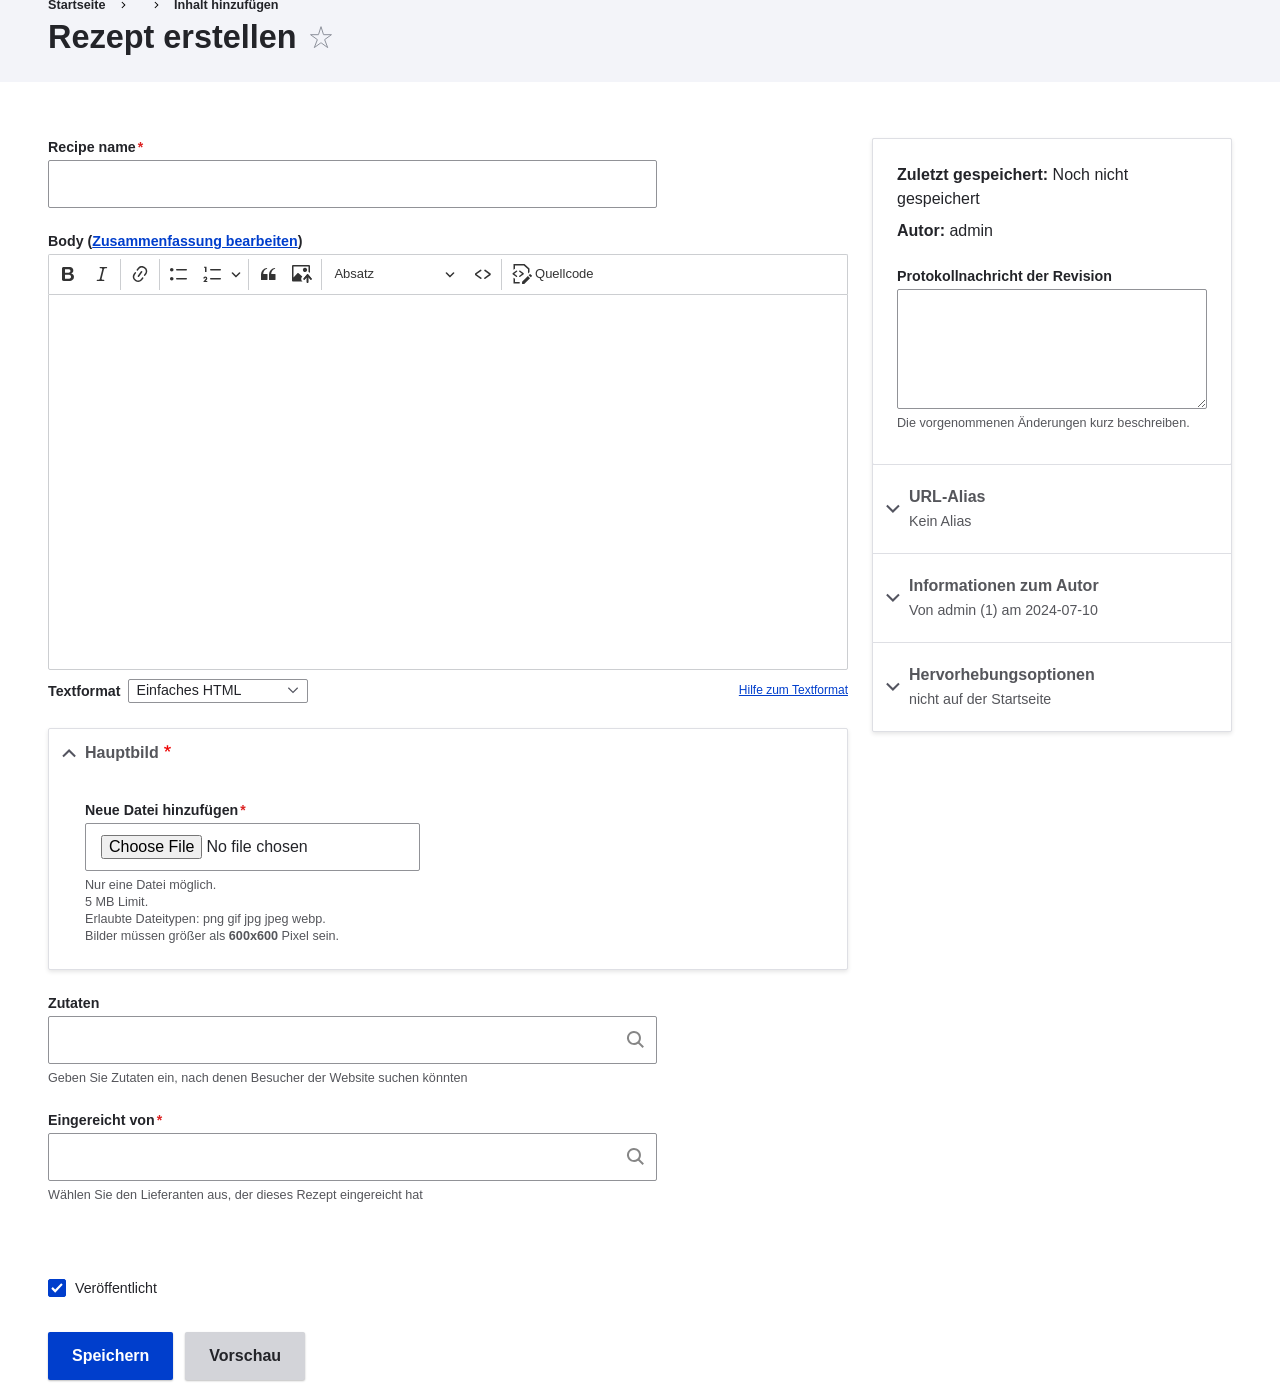 Startseite
Inhalt hinzufügen
Rezept erstellen
Recipe name*
Body (Zusammenfassung bearbeiten)
Absatz
Quellcode
Textformat
Einfaches HTML
Hilfe zum Textformat
Hauptbild *
Neue Datei hinzufügen*
Choose File No file chosen
Nur eine Datei möglich.
5 MB Limit.
Erlaubte Dateitypen: png gif jpg jpeg webp.
Bilder müssen größer als 600x600 Pixel sein.
Zutaten
Geben Sie Zutaten ein, nach denen Besucher der Website suchen könnten
Eingereicht von*
Wählen Sie den Lieferanten aus, der dieses Rezept eingereicht hat
Veröffentlicht
Speichern
Vorschau
Zuletzt gespeichert: Noch nicht
gespeichert
Autor: admin
Protokollnachricht der Revision
Die vorgenommenen Änderungen kurz beschreiben.
URL-Alias
Kein Alias
Informationen zum Autor
Von admin (1) am 2024-07-10
Hervorhebungsoptionen
nicht auf der Startseite